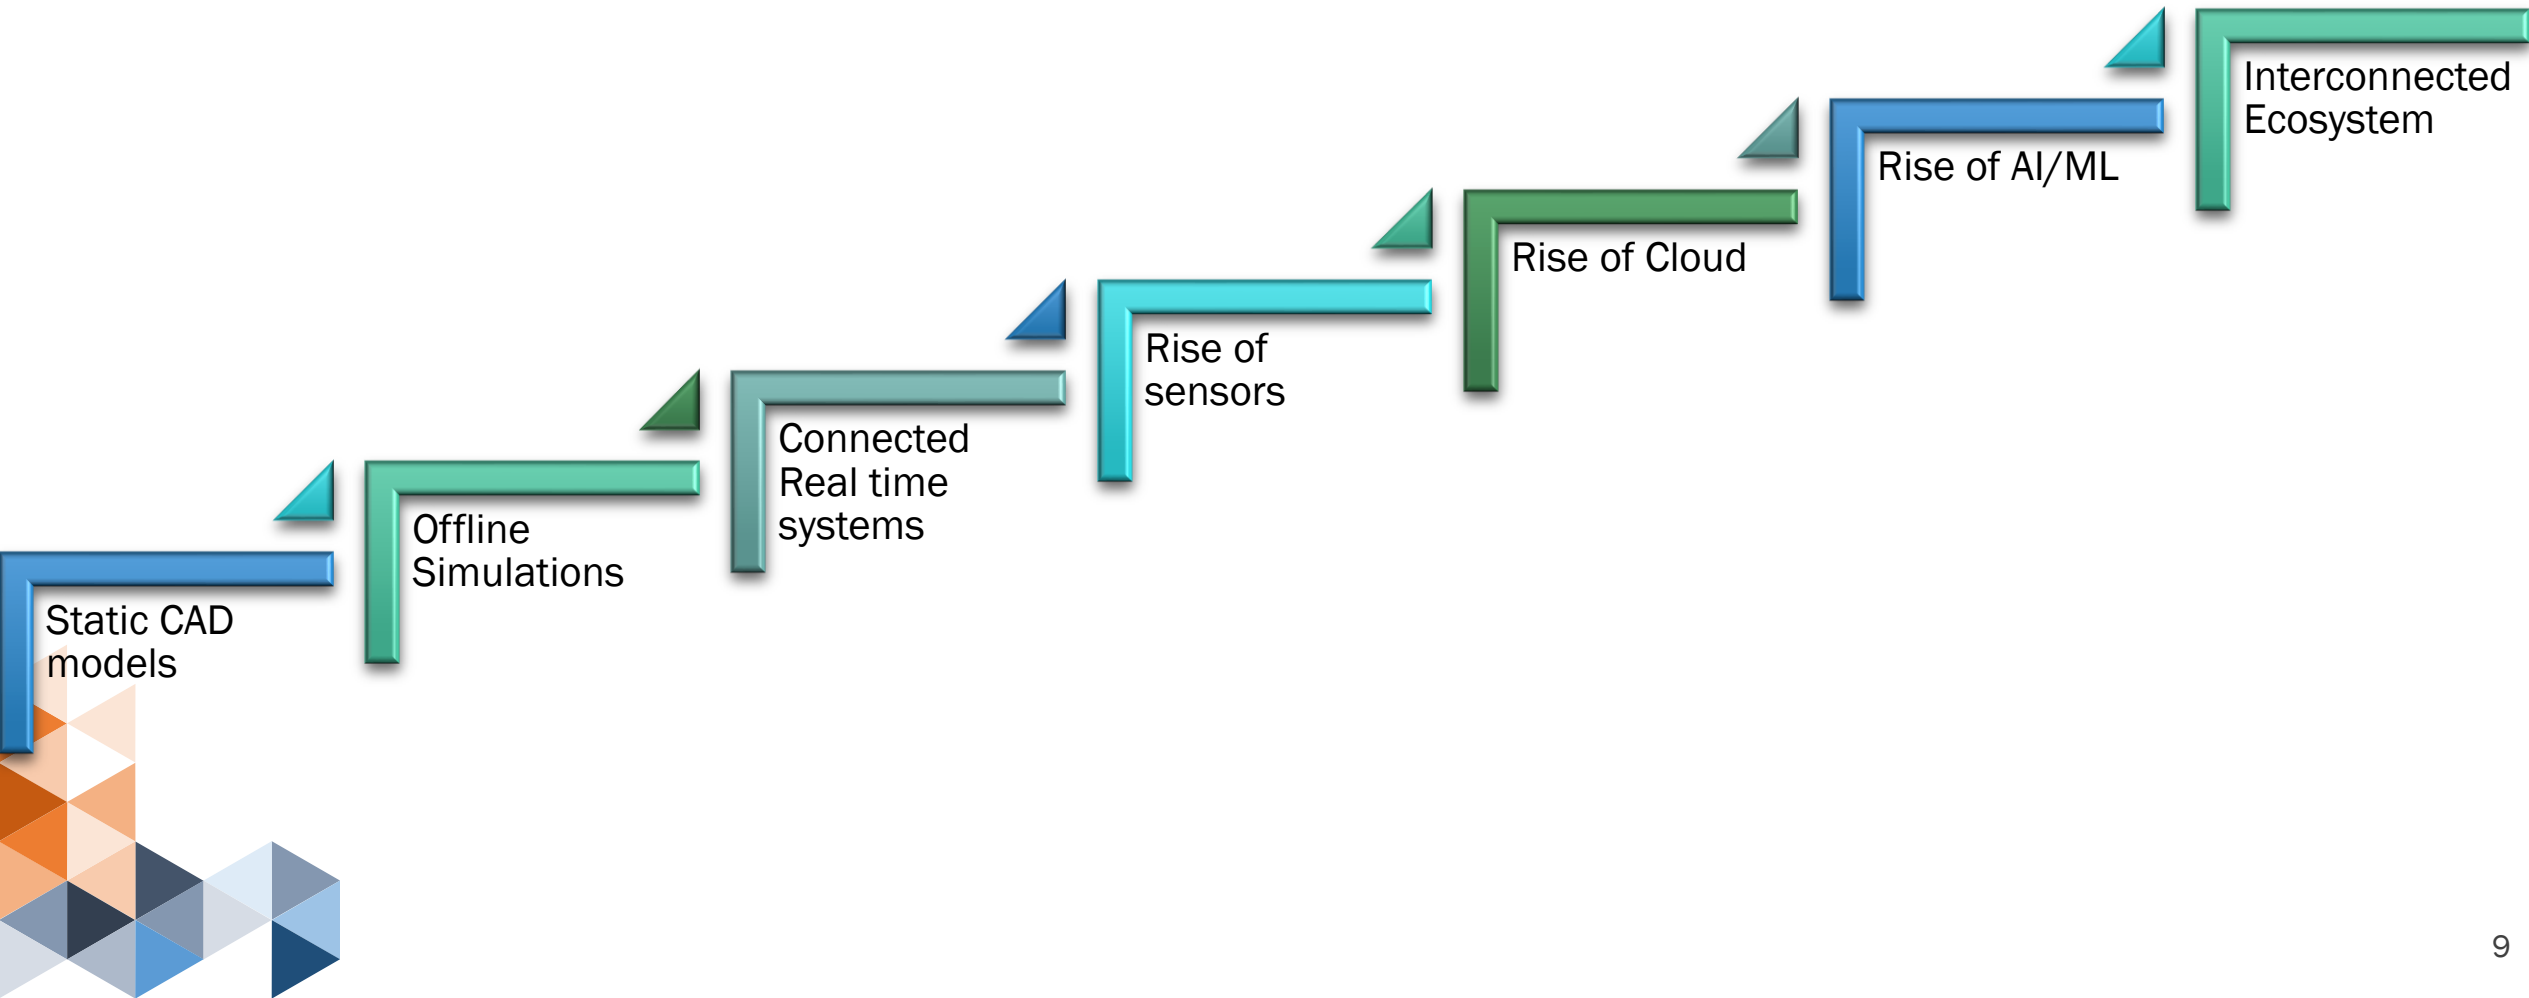 Static CAD
models
Offline
Simulations
Connected
Real time
systems
Rise of
sensors
Rise of Cloud
Rise of AI/ML
Interconnected
Ecosystem
9